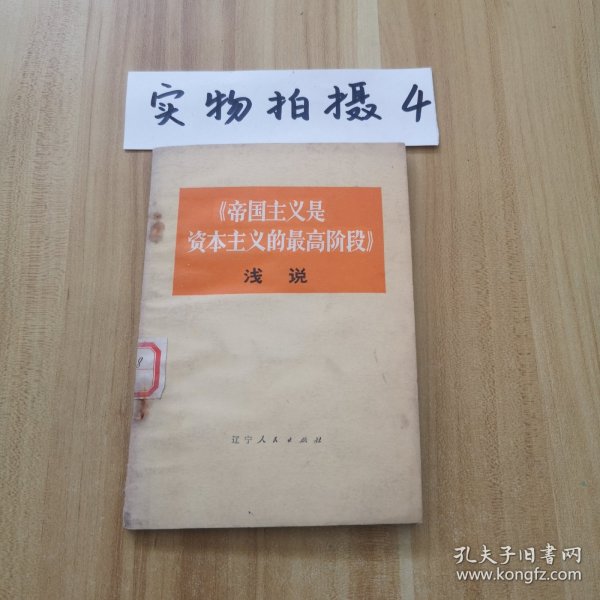 实物拍摄4
《帝国主义是
资本主义的最高阶段》
浅说
8
辽宁人民出版社
孔夫子旧书网
www.kongfz.com